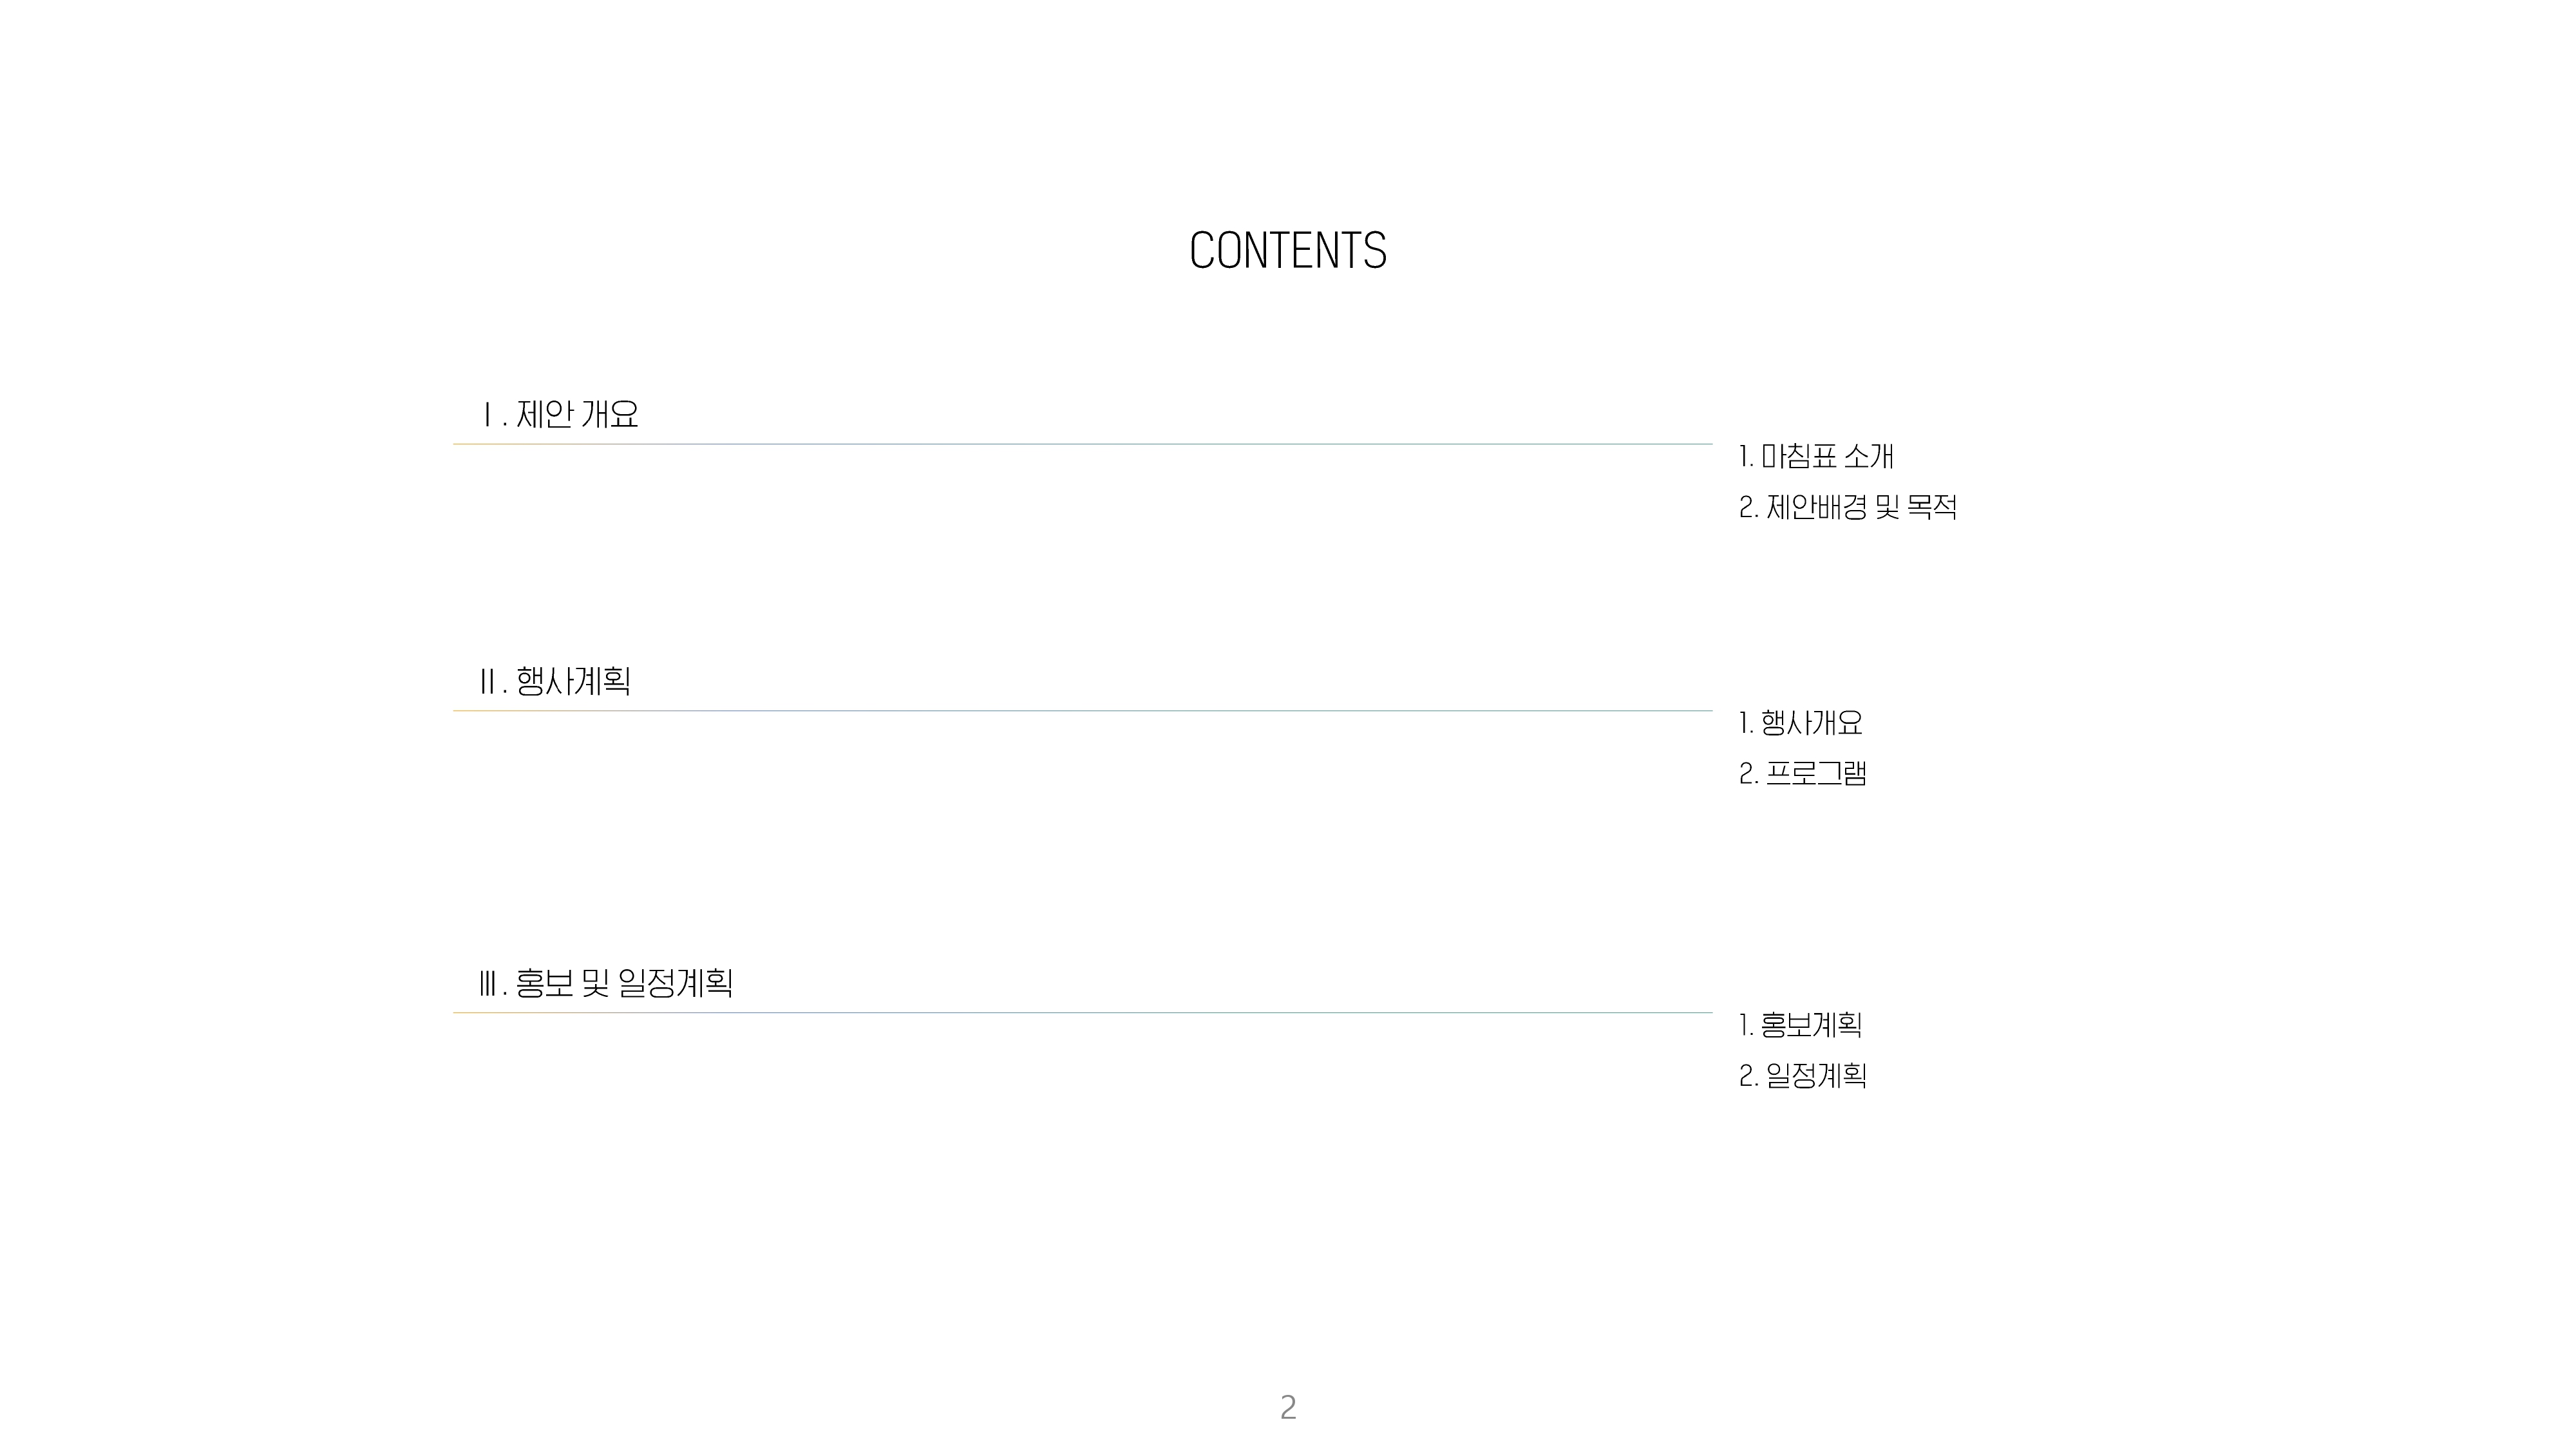 CONTENTS
Ⅰ. 제안 개요
1. 마침표 소개
2. 제안배경 및 목적
Ⅱ. 행사계획
1. 행사개요
2. 프로그램
Ⅲ. 홍보 및 일정계획
1. 홍보계획
2. 일정계획
2